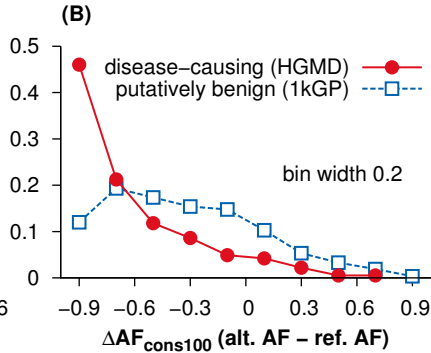 (B)
0.5
disease−causing (HGMD)
0.4
putatively benign (1kGP)
0.3
bin width 0.2
0.2
0.1
0
6 −0.9 −0.6 −0.3 0 0.3 0.6 0.9
ΔAFcons100 (alt. AF − ref. AF)